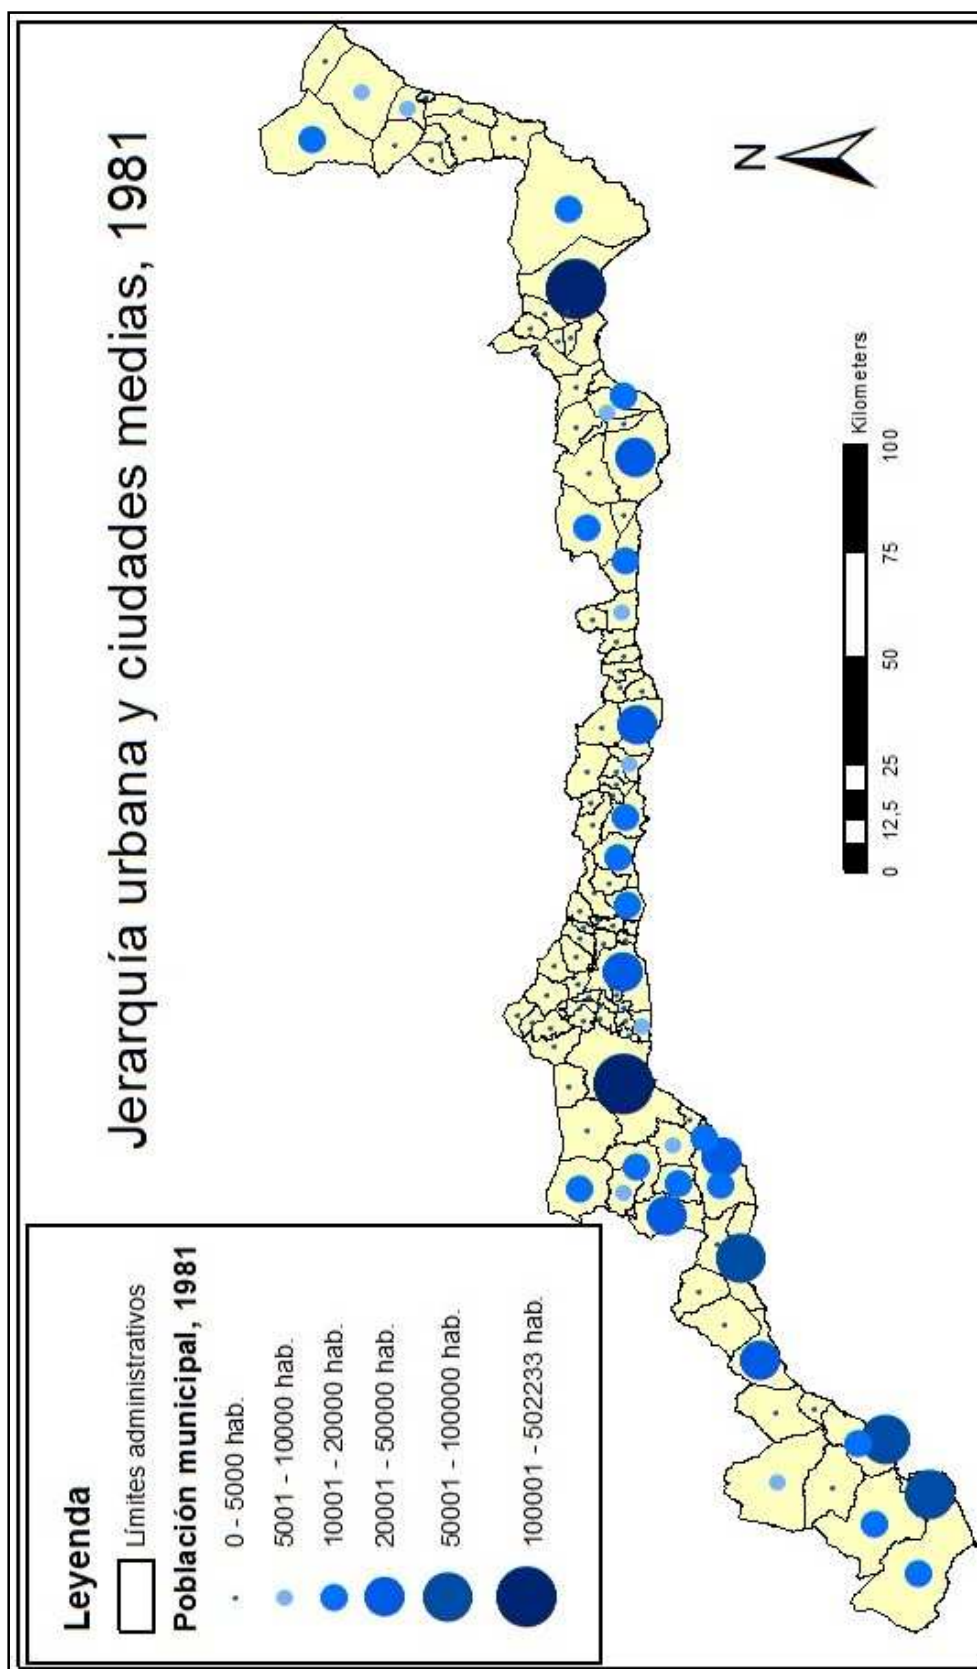 Jerarquía urbana y ciudades medias, 1981
Leyenda
Límites administrativos
Población municipal, 1981
0 - 5000 hab.
5001 - 10000 hab.
10001 - 20000 hab.
20001 - 50000 hab.
50001 - 100000 hab.
100001 - 502233 hab.
N
0 12,5 25 50 75 100
Kilometers